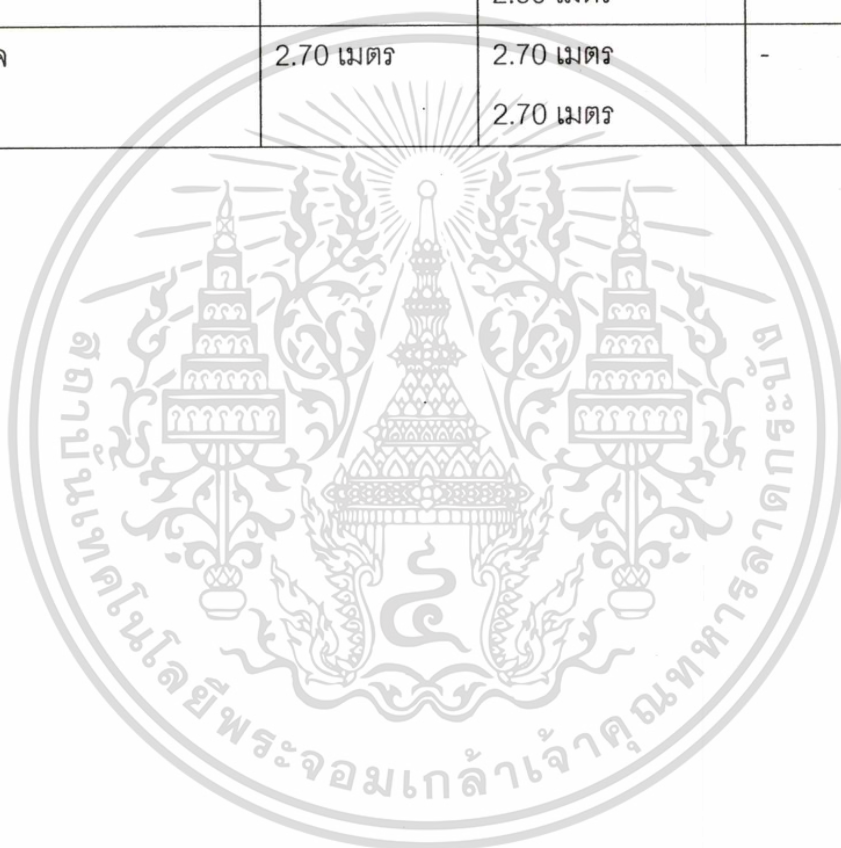 2.70 เมตร 2.70 เมตร -
2.70 เมตร
สถาบันเทคโนโลยีพระจอมเกล้าเจ้าคุณทหารลาดกระบัง